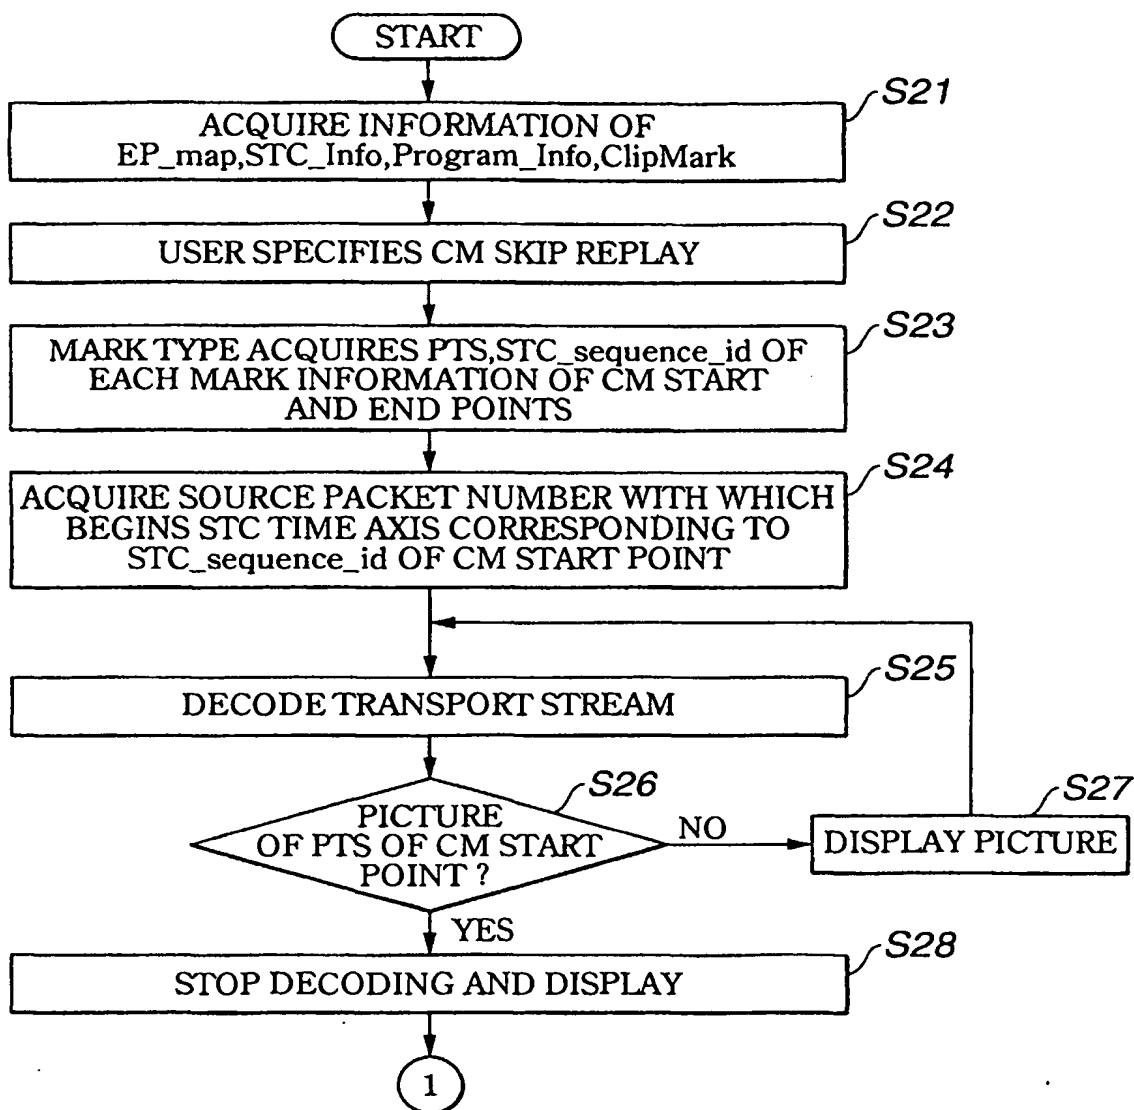 START
S21
ACQUIRE INFORMATION OF
EP_map,STC_Info,Program_Info,ClipMark
S22
USER SPECIFIES CM SKIP REPLAY
S23
MARK TYPE ACQUIRES PTS,STC_sequence_id OF
EACH MARK INFORMATION OF CM START
AND END POINTS
S24
ACQUIRE SOURCE PACKET NUMBER WITH WHICH
BEGINS STC TIME AXIS CORRESPONDING TO
STC_sequence_id OF CM START POINT
S25
DECODE TRANSPORT STREAM
S26
PICTURE
OF PTS OF CM START
POINT ?
NO
S27
DISPLAY PICTURE
YES
S28
STOP DECODING AND DISPLAY
1